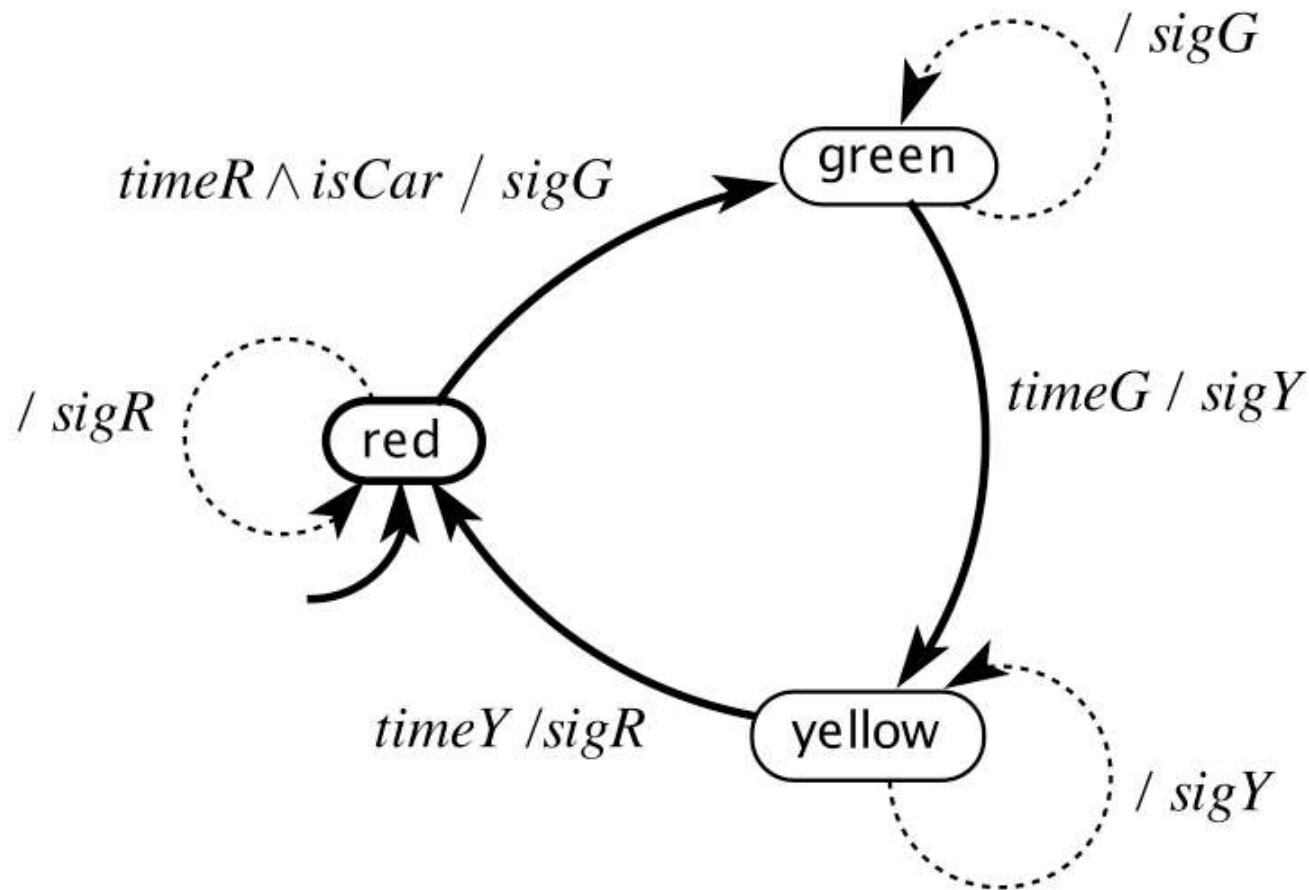 / sigG
green
timeR ∧ isCar / sigG
timeG / sigY
/ sigR
red
timeY /sigR
yellow
/ sigY